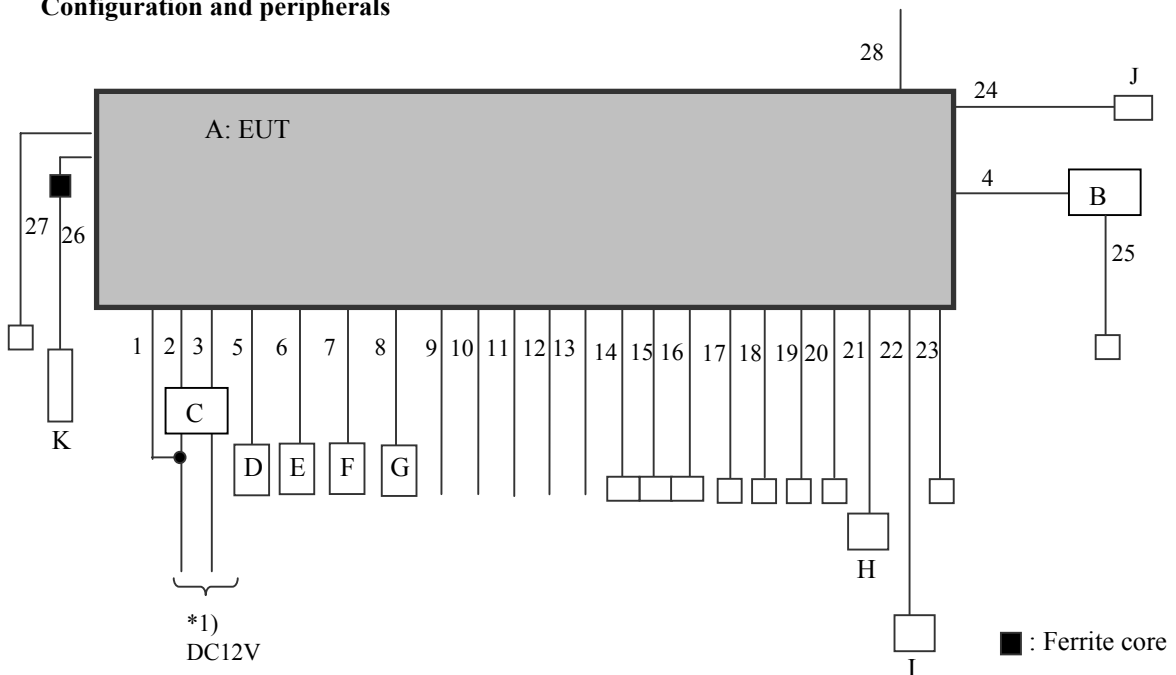 Configuration and peripherals
28
24
J
A: EUT
4
B
27
26
25
1 2 3 5 6 7 8 9 10 11 12 13 14 15 16 17 18 19 20 21 22 23
C
K
D E F G
H
*1)
DC12V
: Ferrite core
I